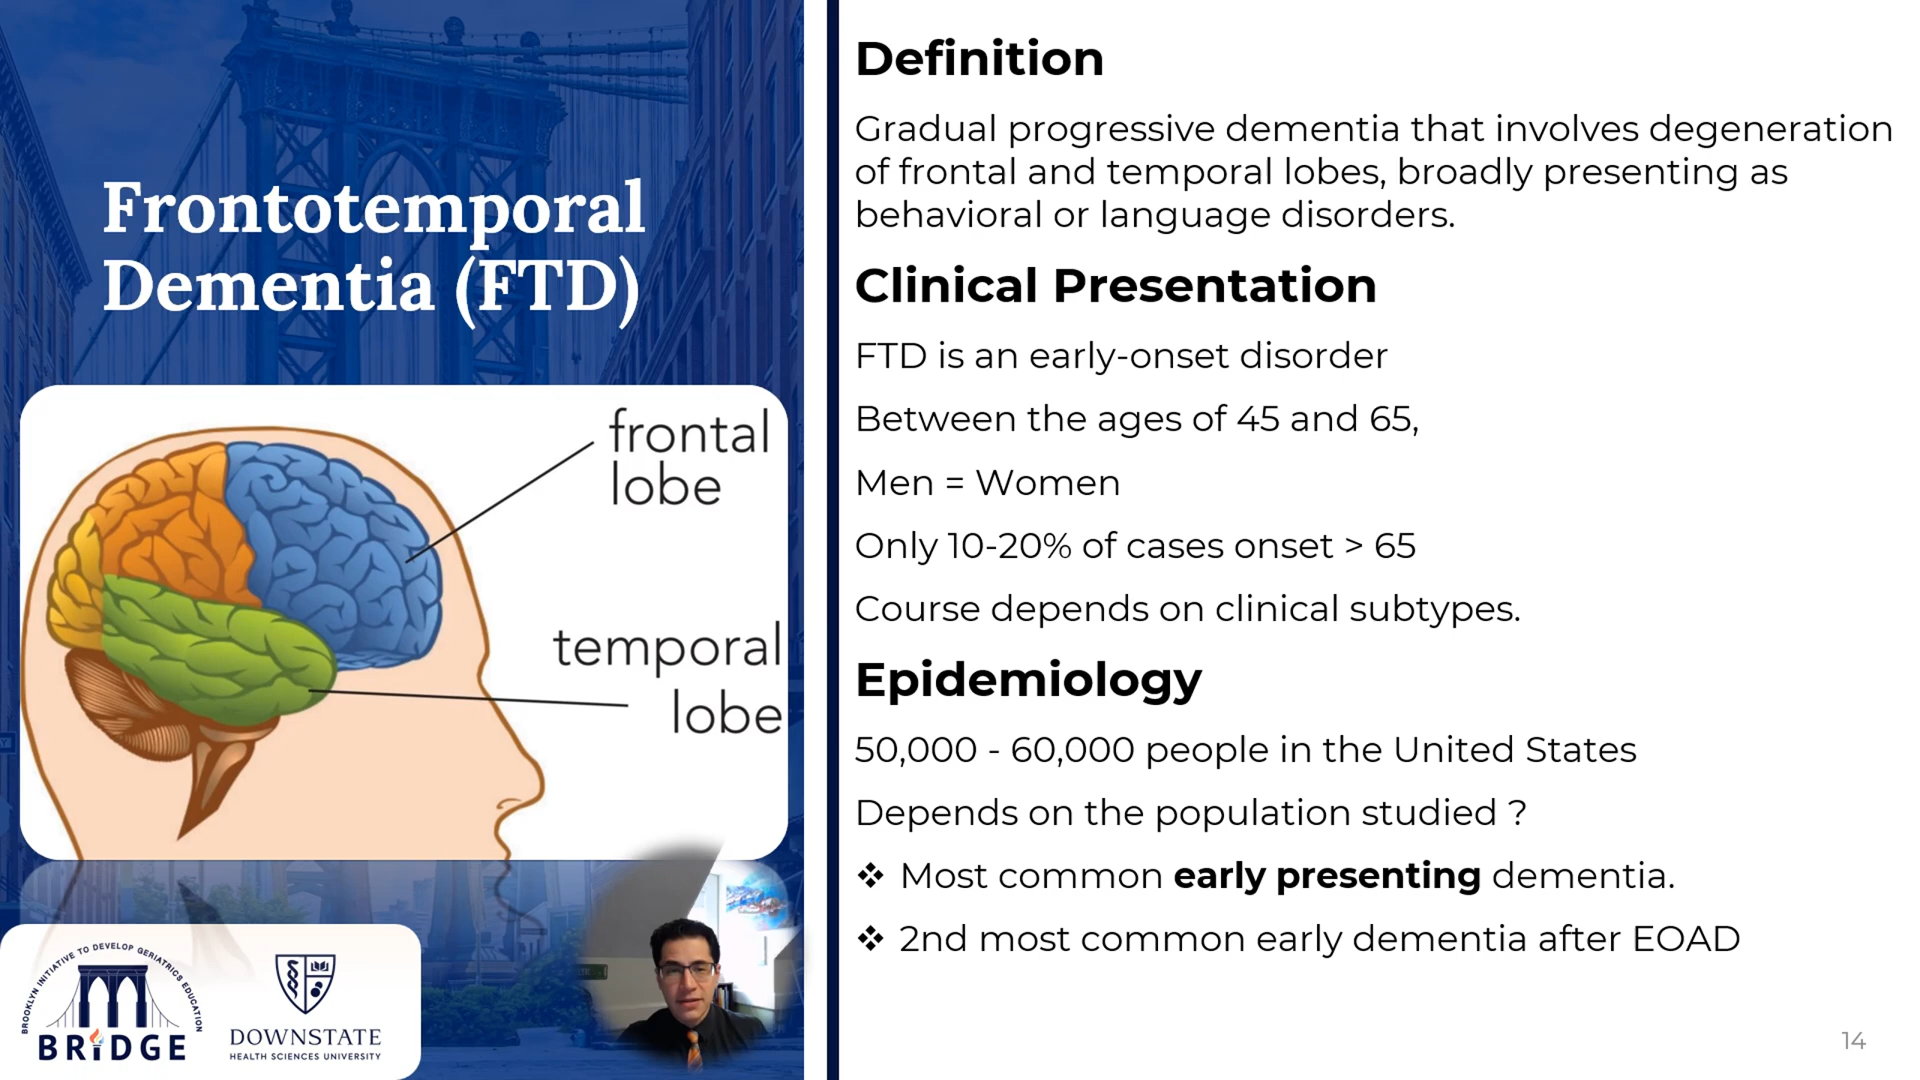 Frontotemporal
Dementia (FTD)
frontal
lobe
temporal
lobe
BROOKLYN INITIATIVE TO DEVELOP GERIATRICS EDUCATION
BRiDGE
DOWNSTATE
HEALTH SCIENCES UNIVERSITY
Definition
Gradual progressive dementia that involves degeneration
of frontal and temporal lobes, broadly presenting as
behavioral or language disorders.
Clinical Presentation
FTD is an early-onset disorder
Between the ages of 45 and 65,
Men = Women
Only 10-20% of cases onset > 65
Course depends on clinical subtypes.
Epidemiology
50,000 - 60,000 people in the United States
Depends on the population studied ?
❖ Most common early presenting dementia.
❖ 2nd most common early dementia after EOAD
14